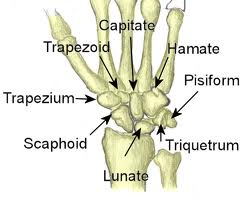 Capitate
Trapezoid
Hamate
Pisiform
Trapezium
Scaphoid
Triquetrum
Lunate